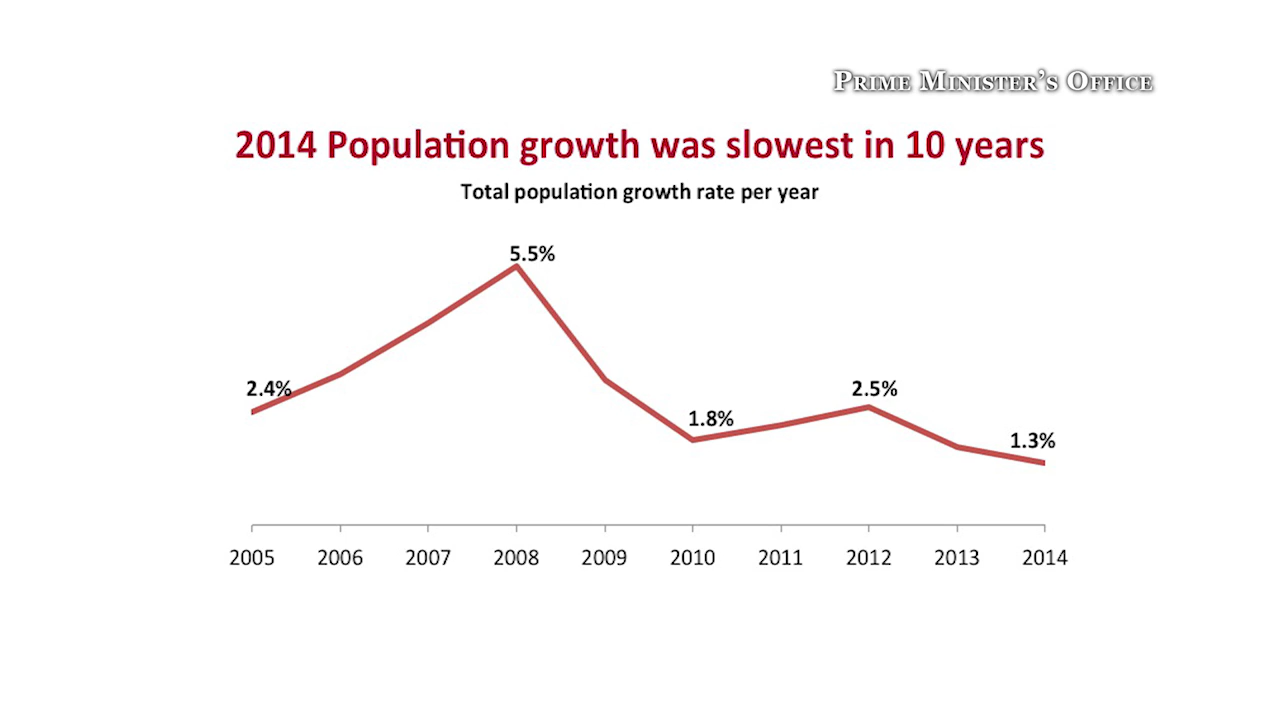 PRIME MINISTER'S OFFICE
2014 Population growth was slowest in 10 years
Total population growth rate per year
5.5%
2.4%
2.5%
1.8%
1.3%
2005 2006 2007 2008 2009 2010 2011 2012 2013 2014